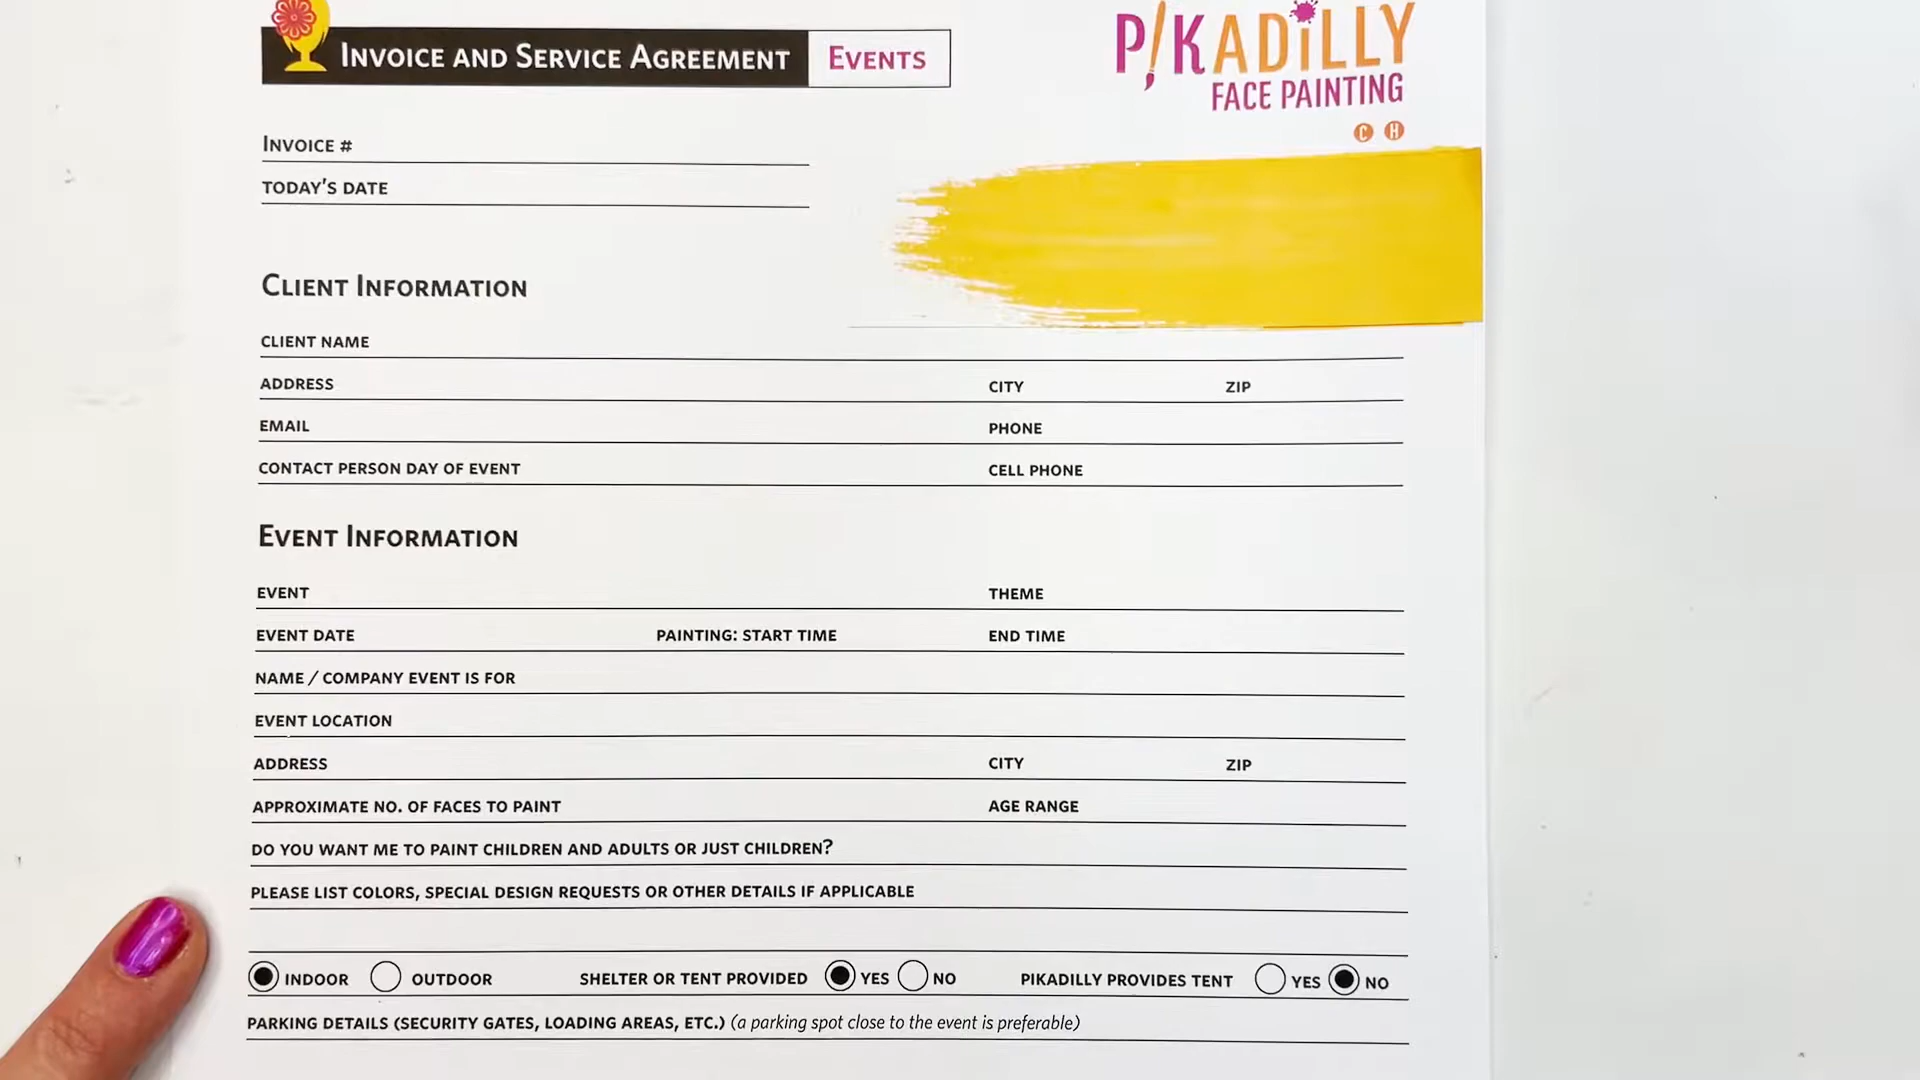 Invoice and Service Agreement Events
PIKADiLLY
FACE PAINTING
C H
Invoice #
Today's Date
Client Information
Client Name
Address City Zip
Email Phone
Contact Person Day of Event Cell Phone
Event Information
Event Theme
Event Date Painting: Start Time End Time
Name / Company Event is for
Event Location
Address City Zip
Approximate No. of Faces to Paint Age Range
Do you want me to paint children and adults or just children?
Please list colors, special design requests or other details if applicable
Indoor Outdoor Shelter or Tent Provided Yes No Pikadilly Provides Tent Yes No
Parking Details (Security Gates, Loading Areas, etc.) (a parking spot close to the event is preferable)